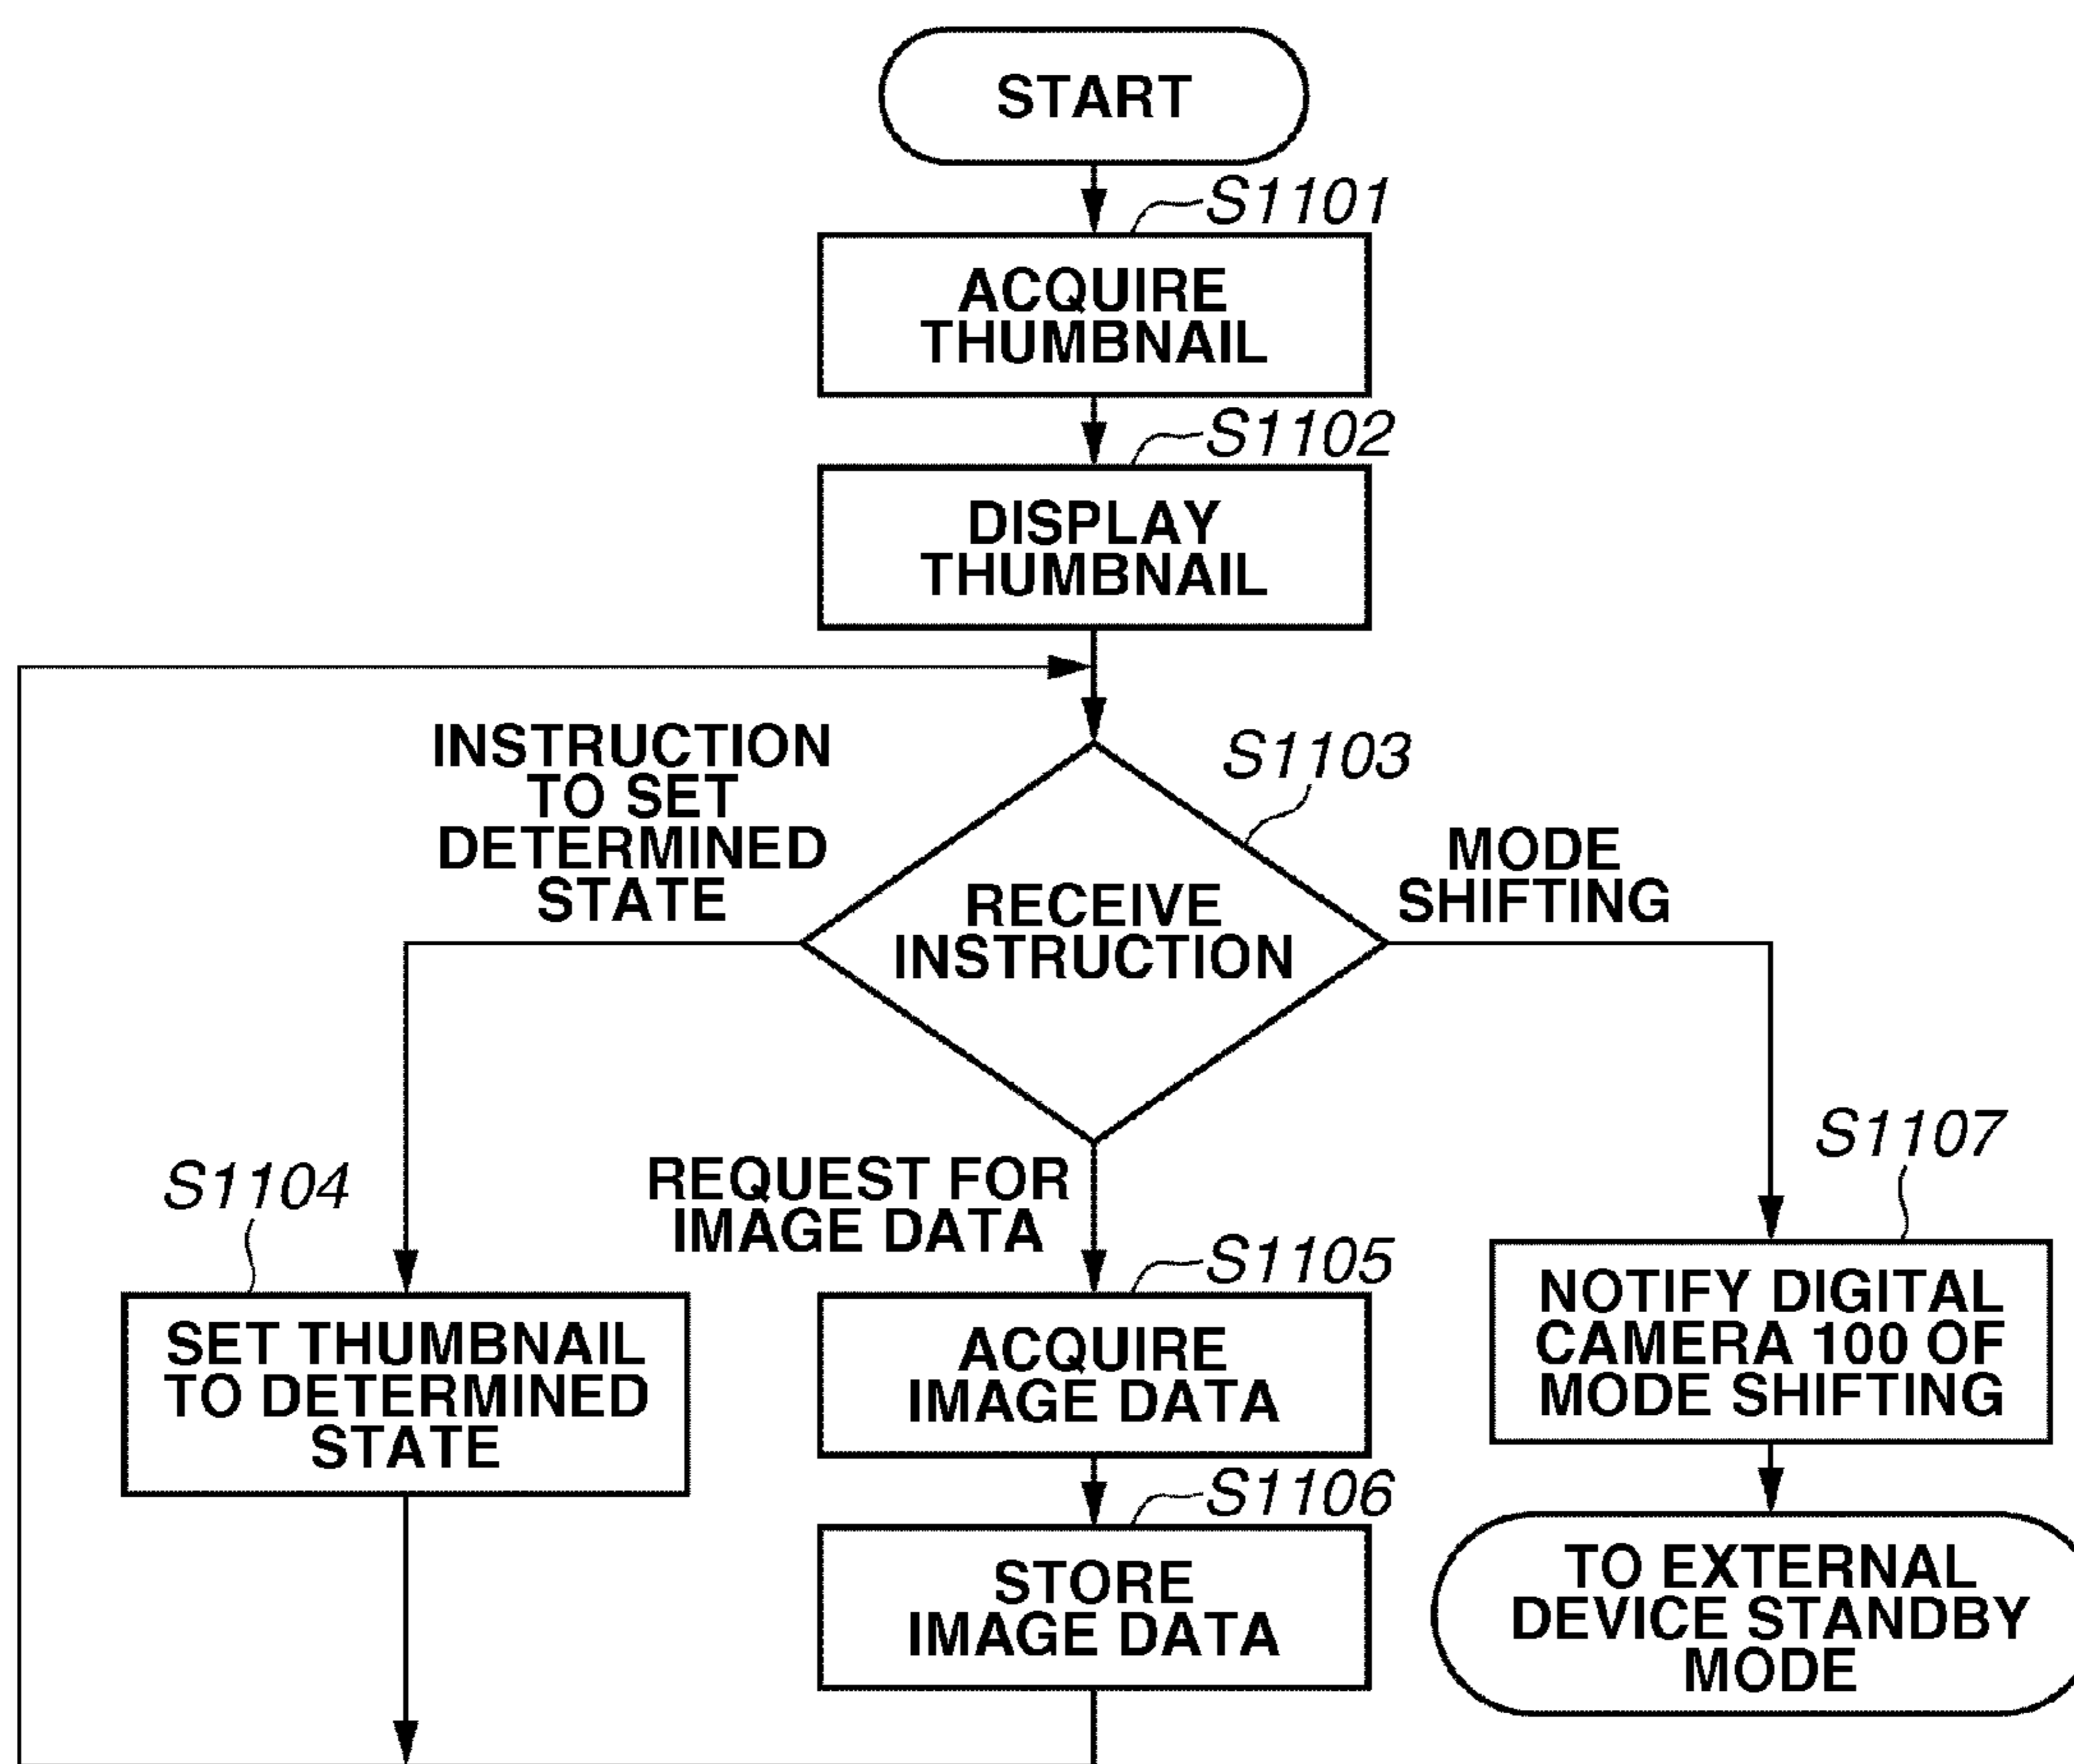 START
S1101
ACQUIRE
THUMBNAIL
S1102
DISPLAY
THUMBNAIL
INSTRUCTION
TO SET
DETERMINED
STATE
S1103
RECEIVE
INSTRUCTION
MODE
SHIFTING
S1104
SET THUMBNAIL
TO DETERMINED
STATE
REQUEST FOR
IMAGE DATA
S1105
ACQUIRE
IMAGE DATA
S1106
STORE
IMAGE DATA
S1107
NOTIFY DIGITAL
CAMERA 100 OF
MODE SHIFTING
TO EXTERNAL
DEVICE STANDBY
MODE